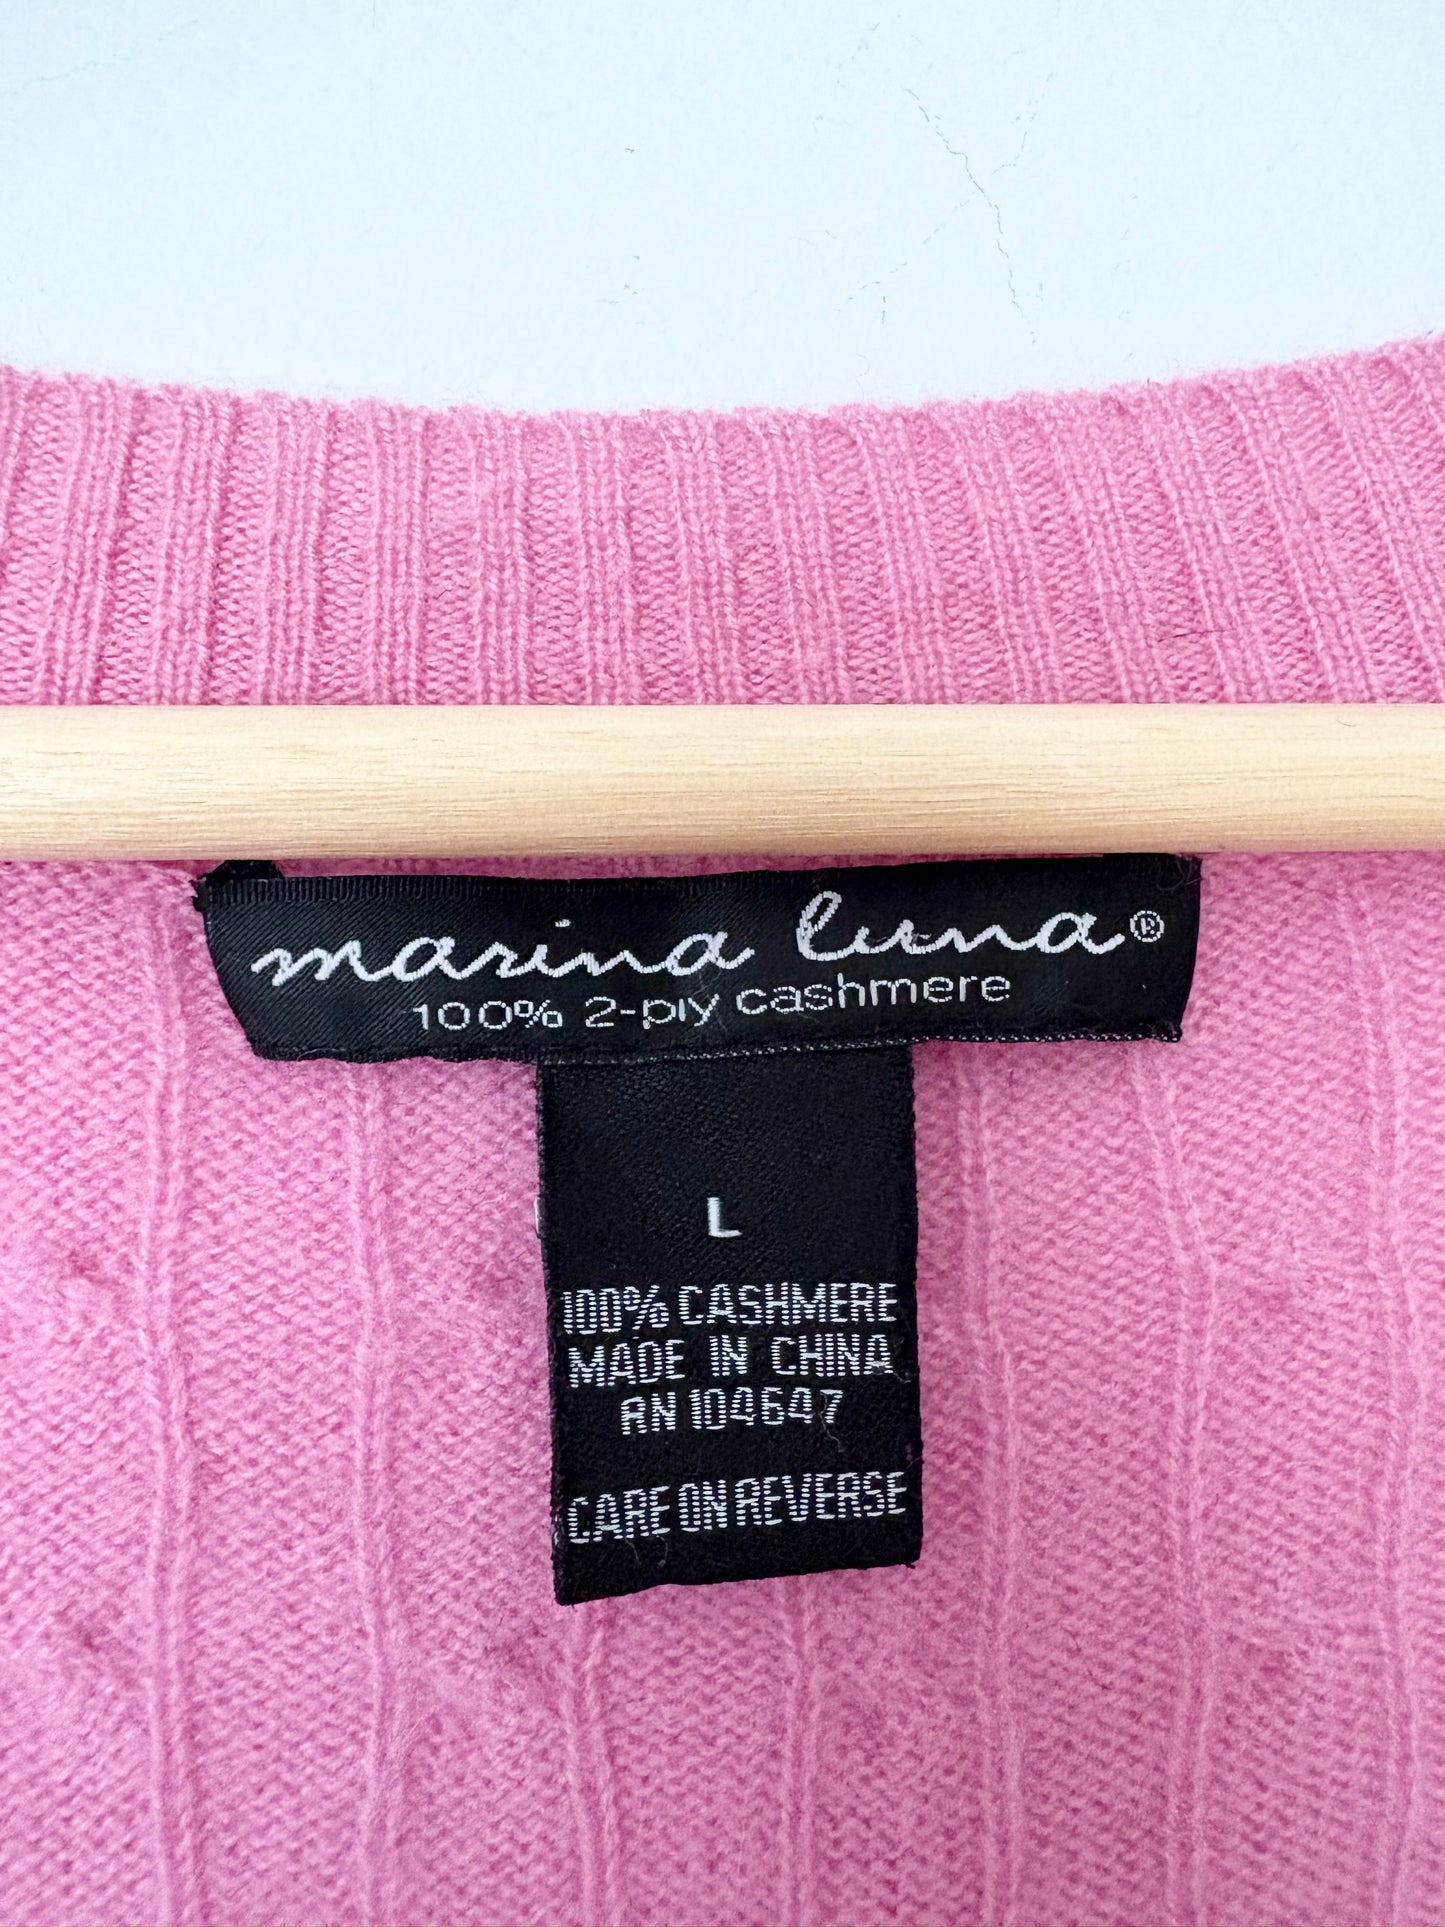 marina luna®
100% 2-ply cashmere
L
100% CASHMERE
MADE IN CHINA
RN 104647
CARE ON REVERSE